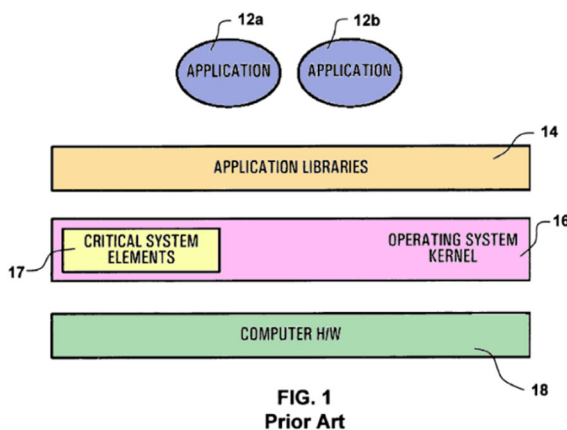 12a
12b
APPLICATION
APPLICATION
14
APPLICATION LIBRARIES
16
CRITICAL SYSTEM
ELEMENTS
OPERATING SYSTEM
KERNEL
17
COMPUTER H/W
18
FIG. 1
Prior Art